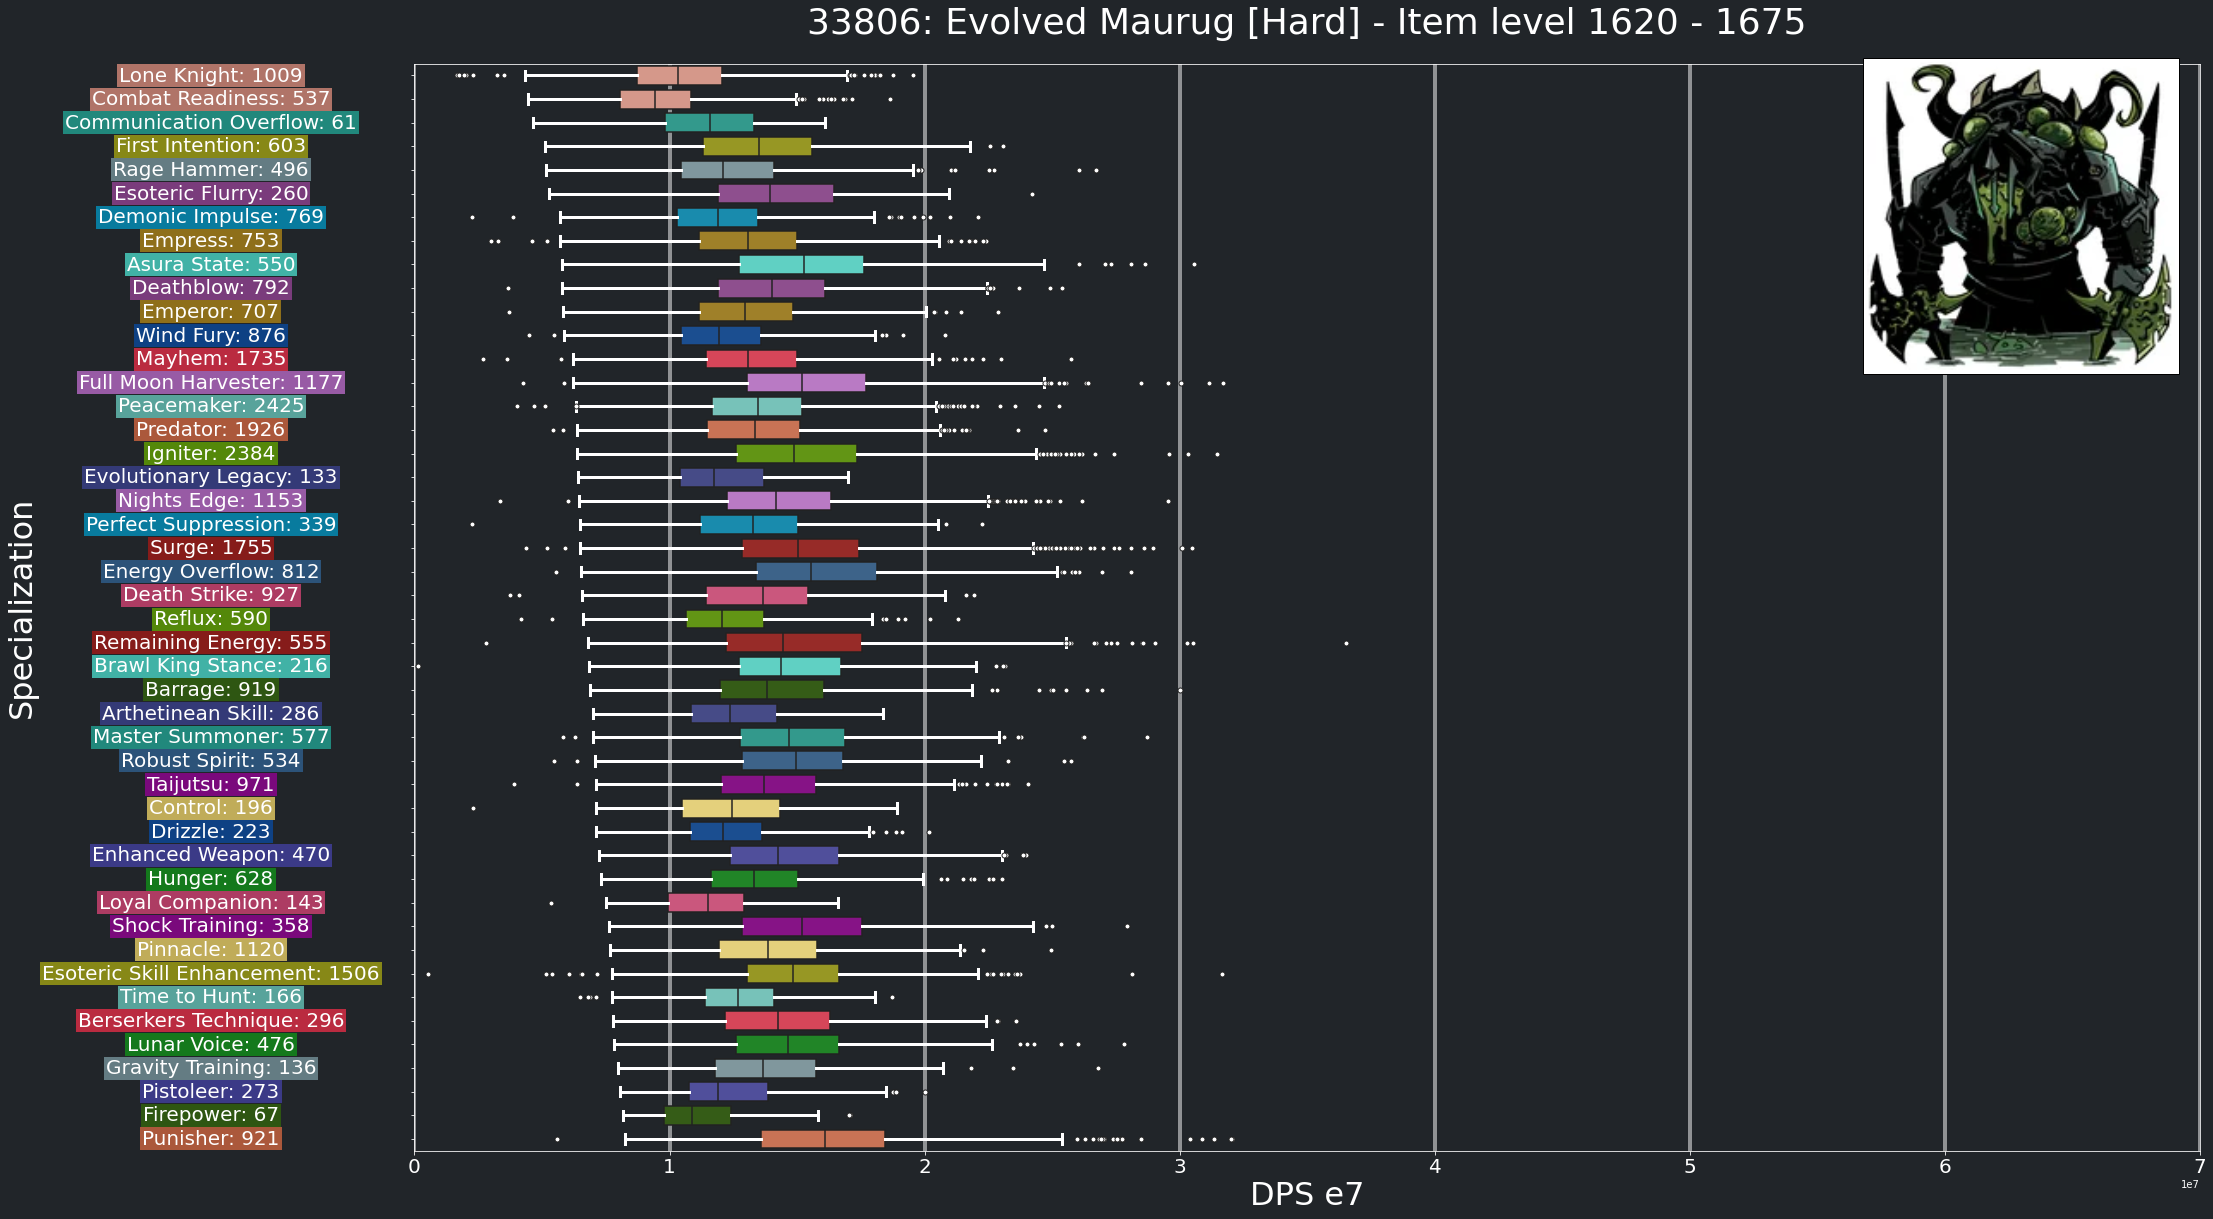 33806: Evolved Maurug [Hard] - Item level 1620 - 1675
Lone Knight: 1009
Combat Readiness: 537
Communication Overflow: 61
First Intention: 603
Rage Hammer: 496
Esoteric Flurry: 260
Demonic Impulse: 769
Empress: 753
Asura State: 550
Deathblow: 792
Emperor: 707
Wind Fury: 876
Mayhem: 1735
Full Moon Harvester: 1177
Peacemaker: 2425
Predator: 1926
Igniter: 2384
Evolutionary Legacy: 133
Nights Edge: 1153
Perfect Suppression: 339
Surge: 1755
Energy Overflow: 812
Death Strike: 927
Reflux: 590
Remaining Energy: 555
Brawl King Stance: 216
Barrage: 919
Arthetinean Skill: 286
Master Summoner: 577
Robust Spirit: 534
Taijutsu: 971
Control: 196
Drizzle: 223
Enhanced Weapon: 470
Hunger: 628
Loyal Companion: 143
Shock Training: 358
Pinnacle: 1120
Esoteric Skill Enhancement: 1506
Time to Hunt: 166
Berserkers Technique: 296
Lunar Voice: 476
Gravity Training: 136
Pistoleer: 273
Firepower: 67
Punisher: 921
Specialization
0 1 2 3 4 5 6 7
DPS e7
1e7